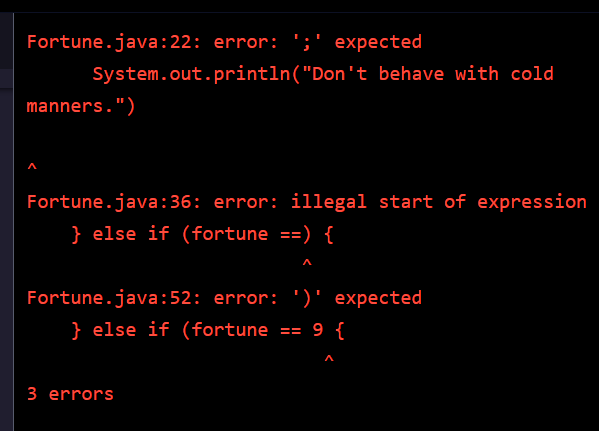 Fortune.java:22: error: ';' expected
System.out.println("Don't behave with cold
manners.")
^
Fortune.java:36: error: illegal start of expression
} else if (fortune ==) {
^
Fortune.java:52: error: ')' expected
} else if (fortune == 9 {
^
3 errors